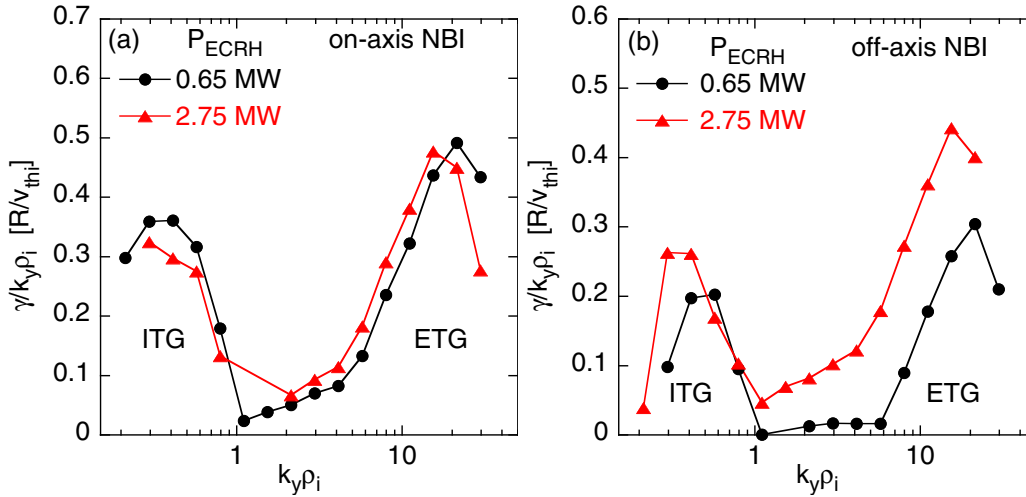 (a)
P_ECRH
on-axis NBI
0.65 MW
2.75 MW
ITG
ETG
0.7
0.6
0.5
0.4
0.3
0.2
0.1
0
γ/k_yρ_i [R/v_thi]
1
10
k_yρ_i
(b)
P_ECRH
off-axis NBI
0.65 MW
2.75 MW
ITG
ETG
0.6
0.5
0.4
0.3
0.2
0.1
0
γ/k_yρ_i [R/v_thi]
1
10
k_yρ_i